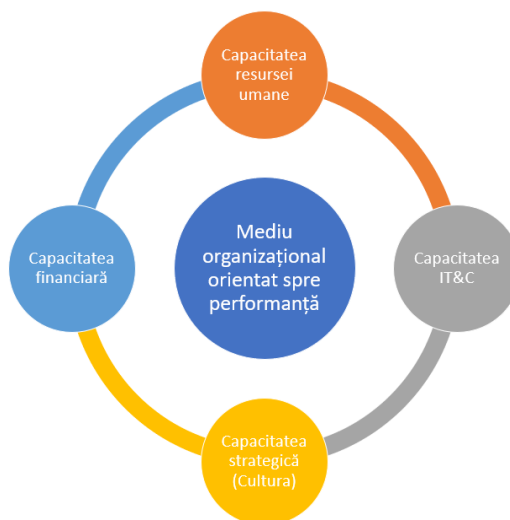 Capacitatea
resursei
umane
Mediu
organizațional
orientat spre
performanță
Capacitatea
financiară
Capacitatea
IT&C
Capacitatea
strategică
(Cultura)